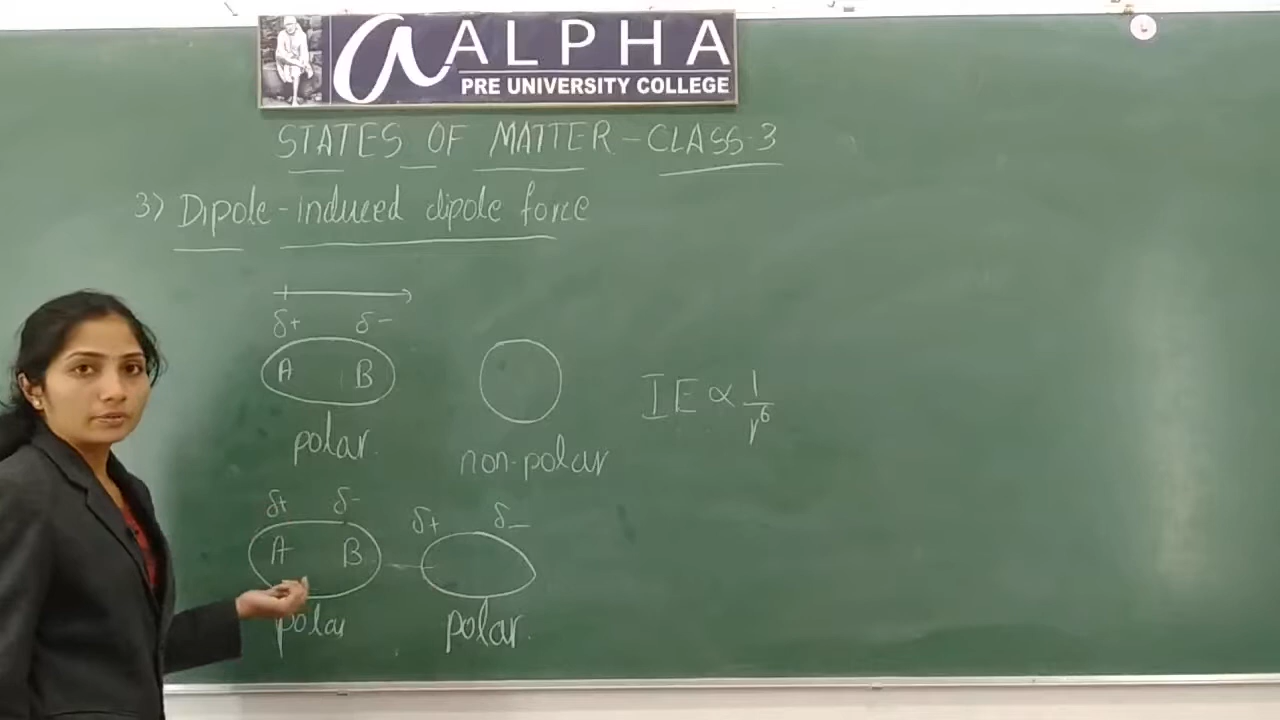 a ALPHA
PRE UNIVERSITY COLLEGE
STATES OF MATTER - CLASS-3
3) Dipole-induced dipole force
δ+ δ-
A B
polar.
non-polar
IE ∝ 1/r⁶
δ+ δ-
A B
polar
δ+ δ-
polar.